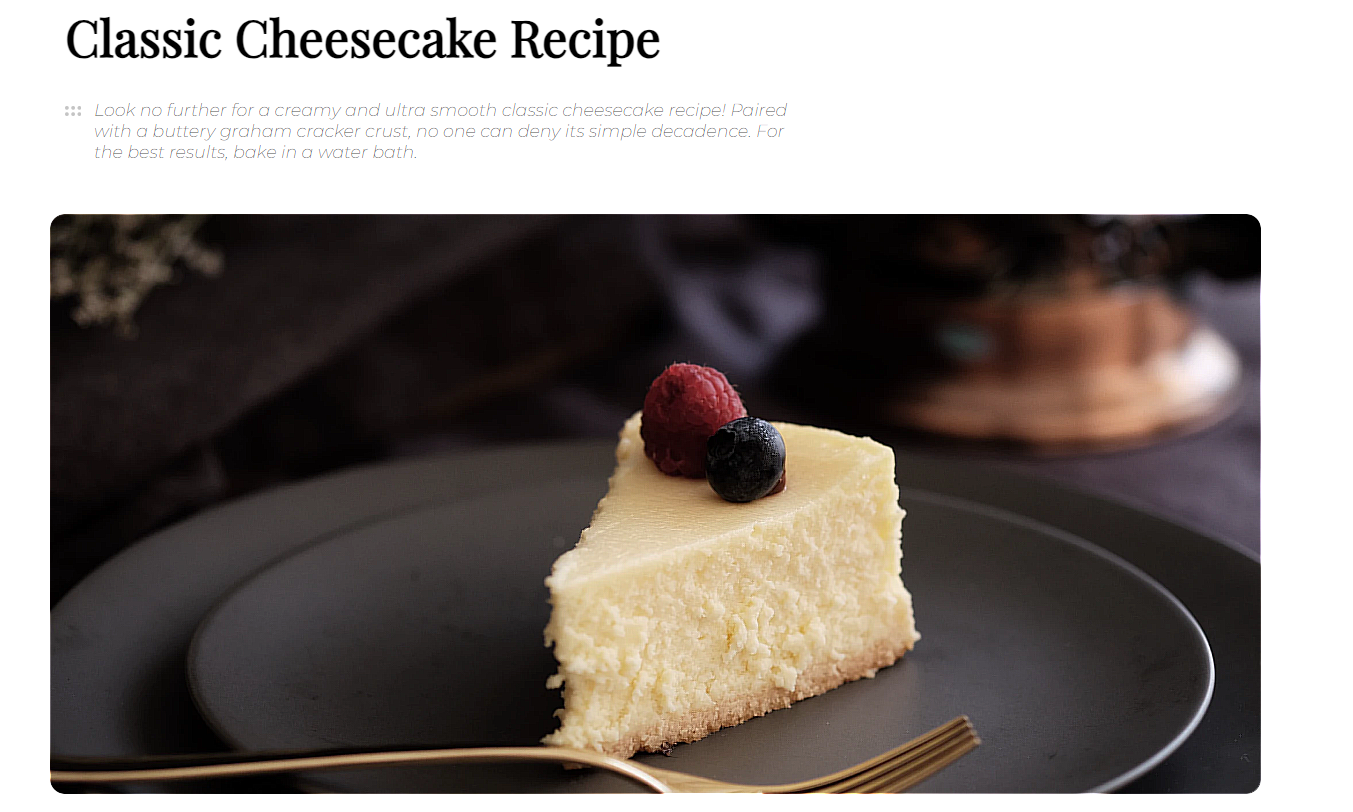 Classic Cheesecake Recipe
Look no further for a creamy and ultra smooth classic cheesecake recipe! Paired
with a buttery graham cracker crust, no one can deny its simple decadence. For
the best results, bake in a water bath.